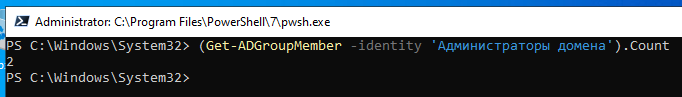 Administrator: C:\Program Files\PowerShell\7\pwsh.exe
PS C:\Windows\System32> (Get-ADGroupMember -identity 'Администраторы домена').Count
2
PS C:\Windows\System32>